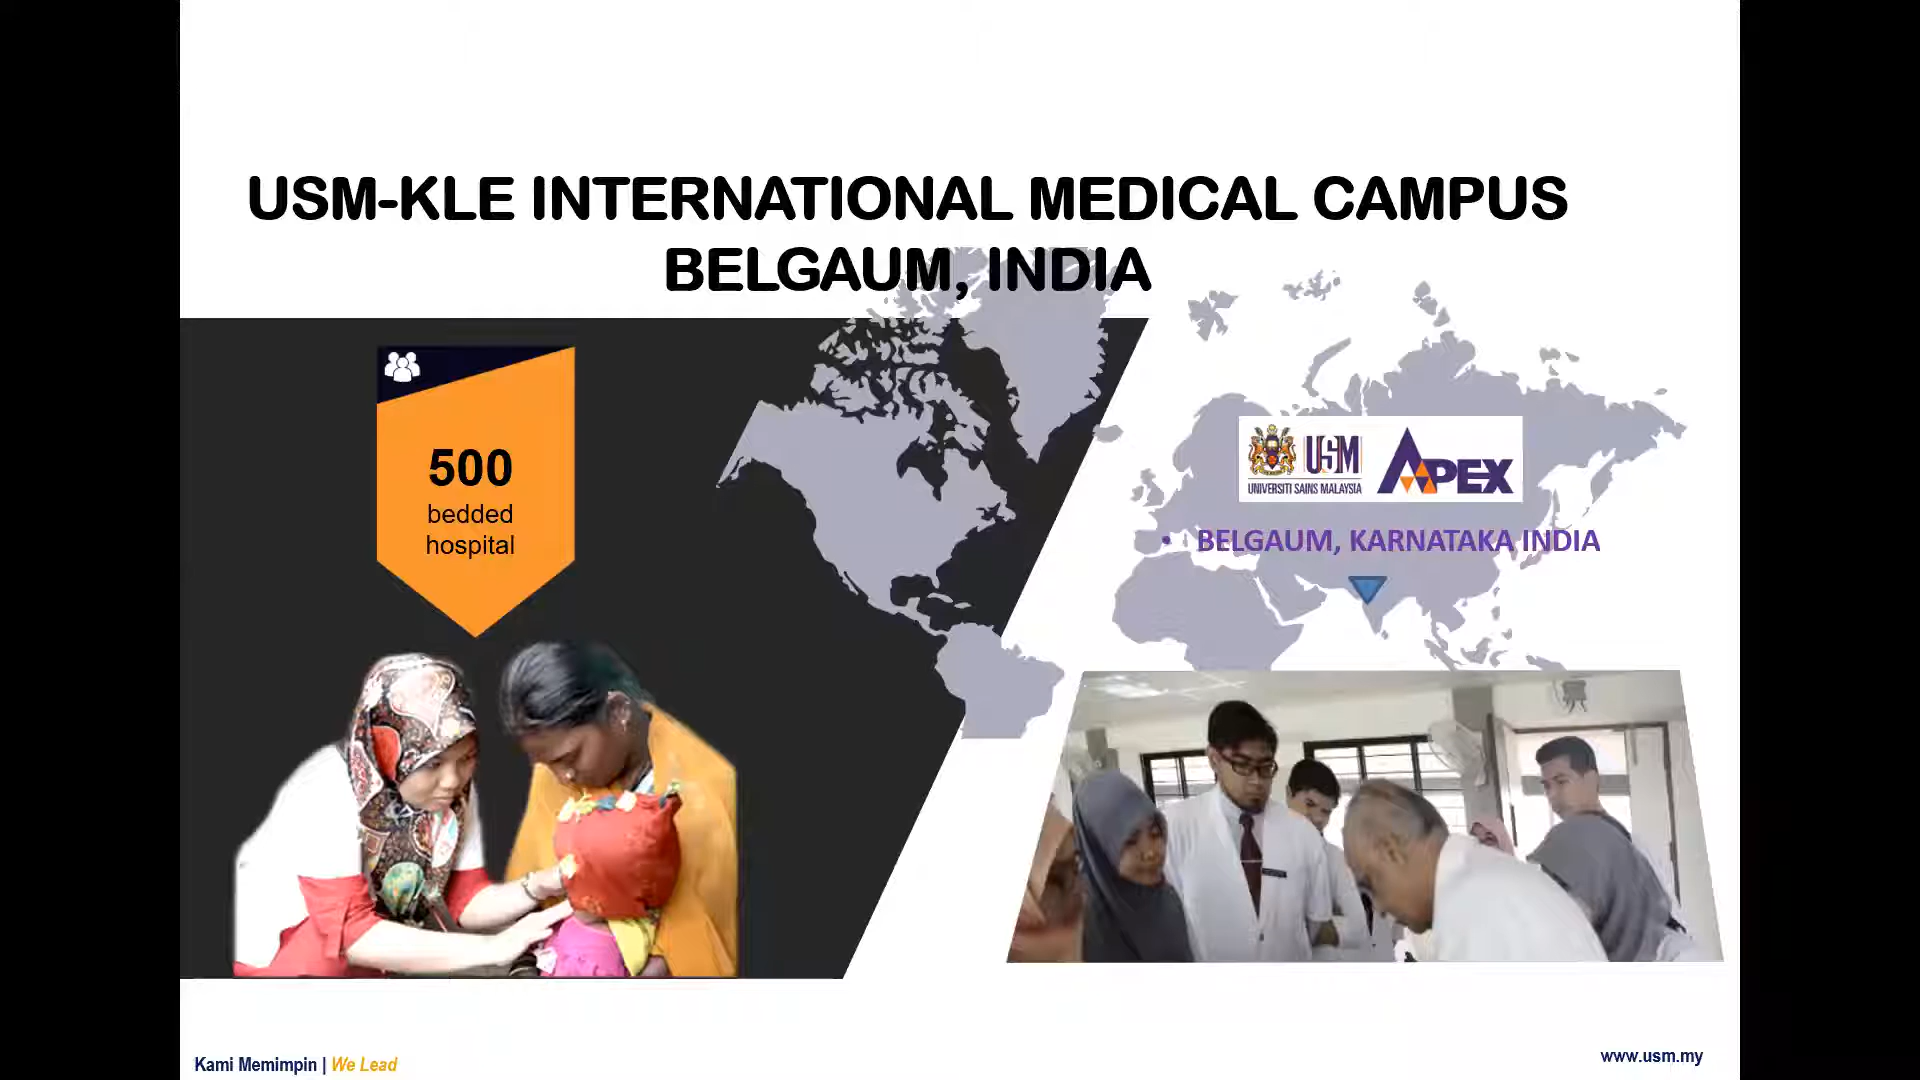 USM-KLE INTERNATIONAL MEDICAL CAMPUS
BELGAUM, INDIA
500
bedded
hospital
USM
UNIVERSITI SAINS MALAYSIA
APEX
• BELGAUM, KARNATAKA INDIA
Kami Memimpin | We Lead
www.usm.my